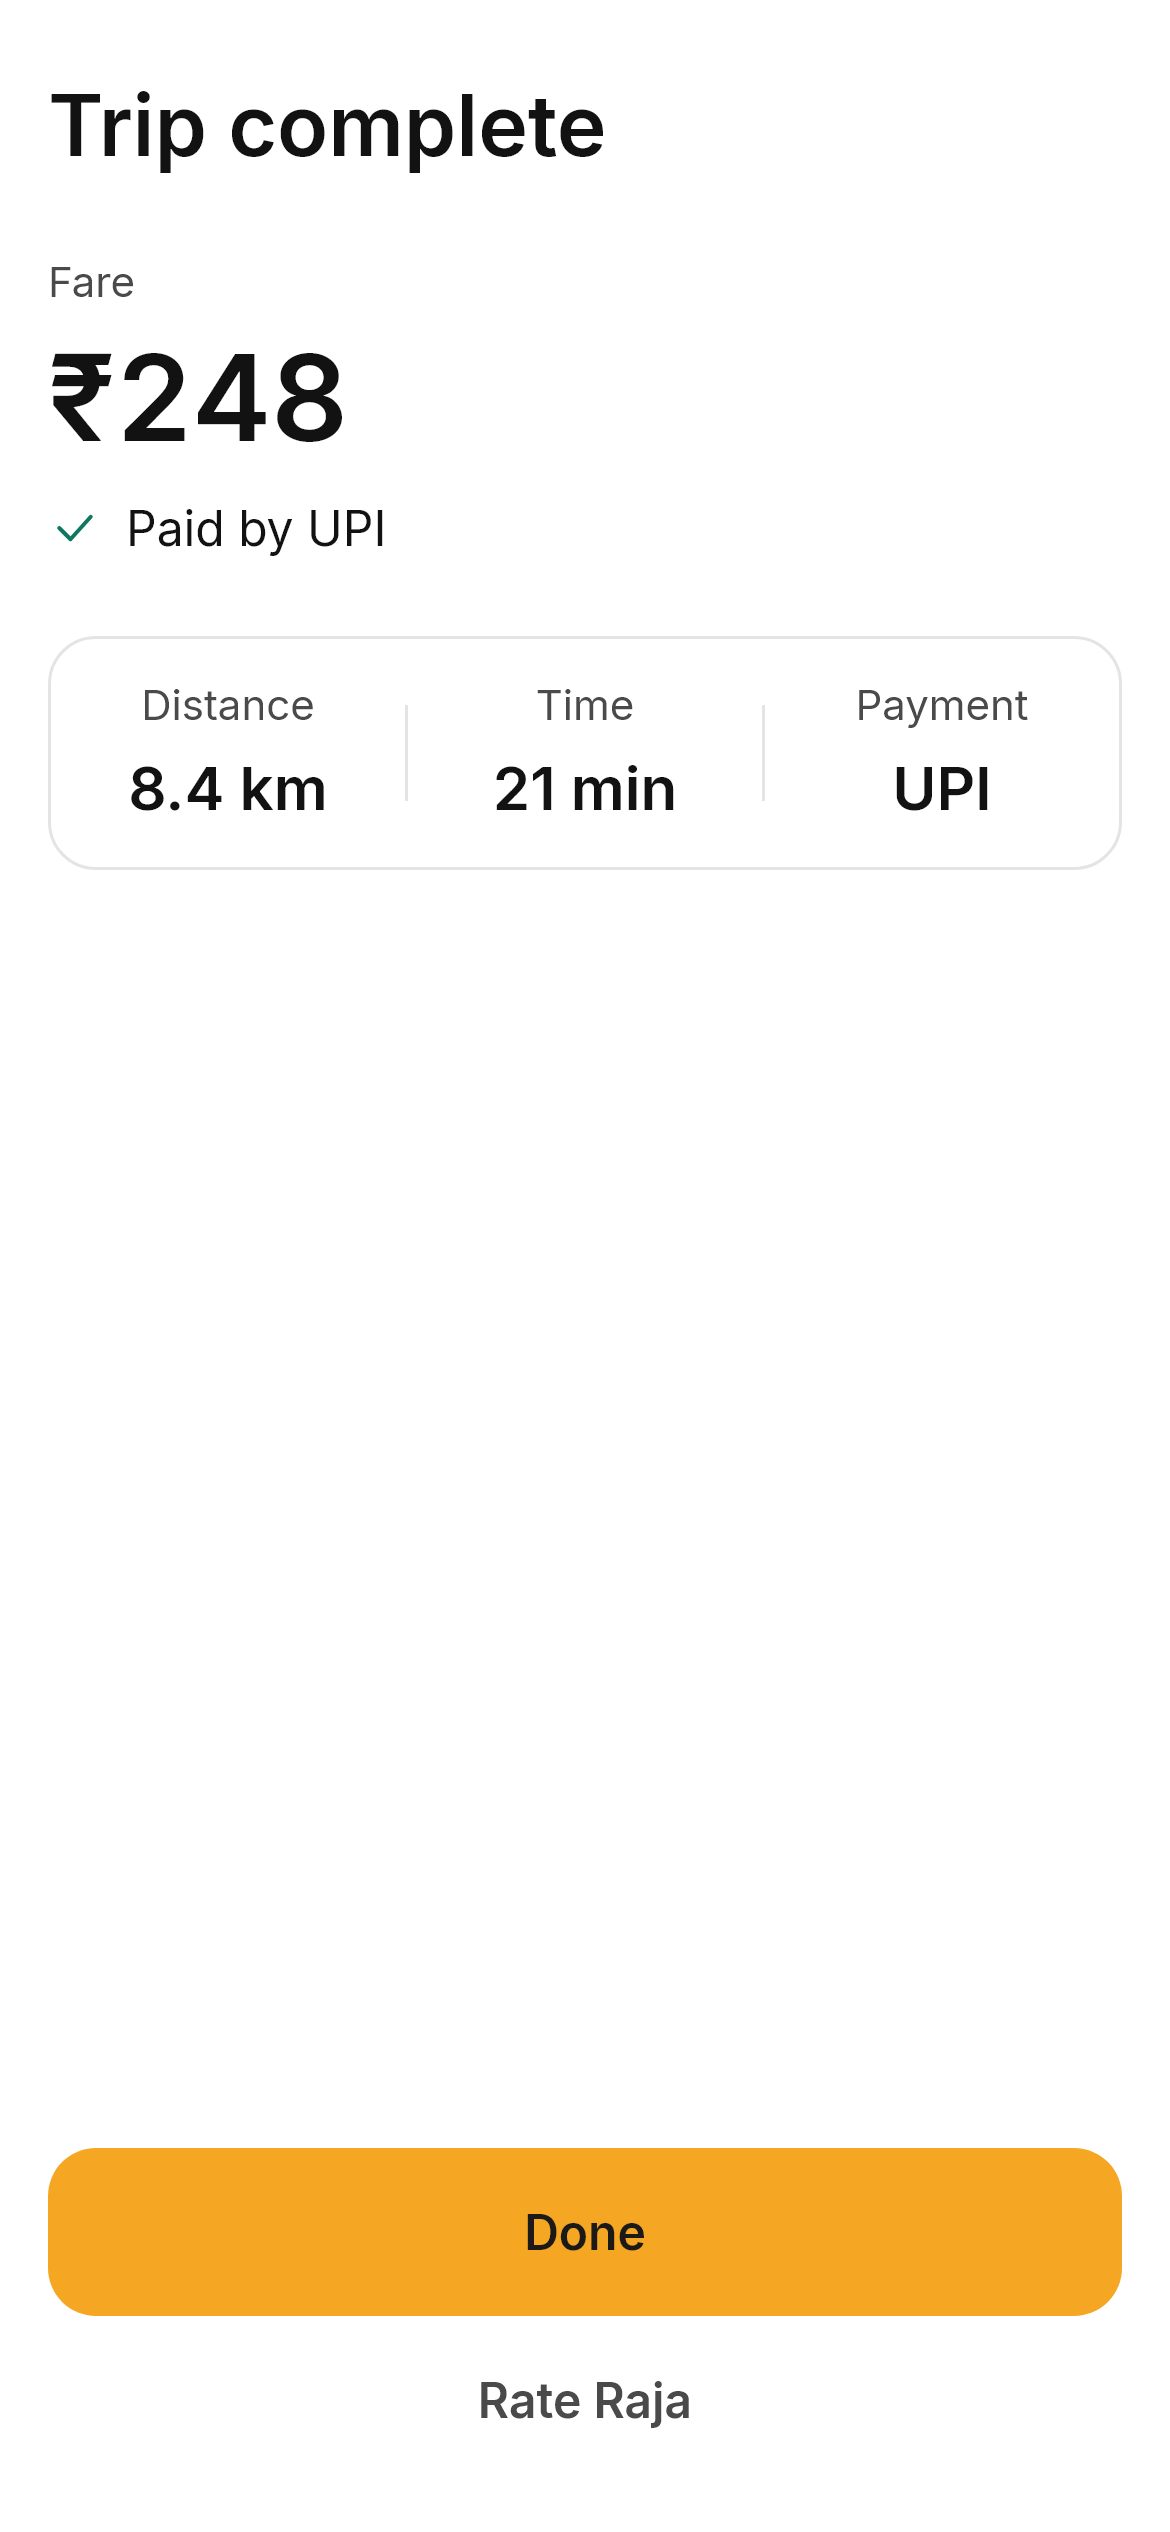 Trip complete
Fare
₹248
Paid by UPI
Distance Time Payment
8.4 km 21 min UPI
Done
Rate Raja